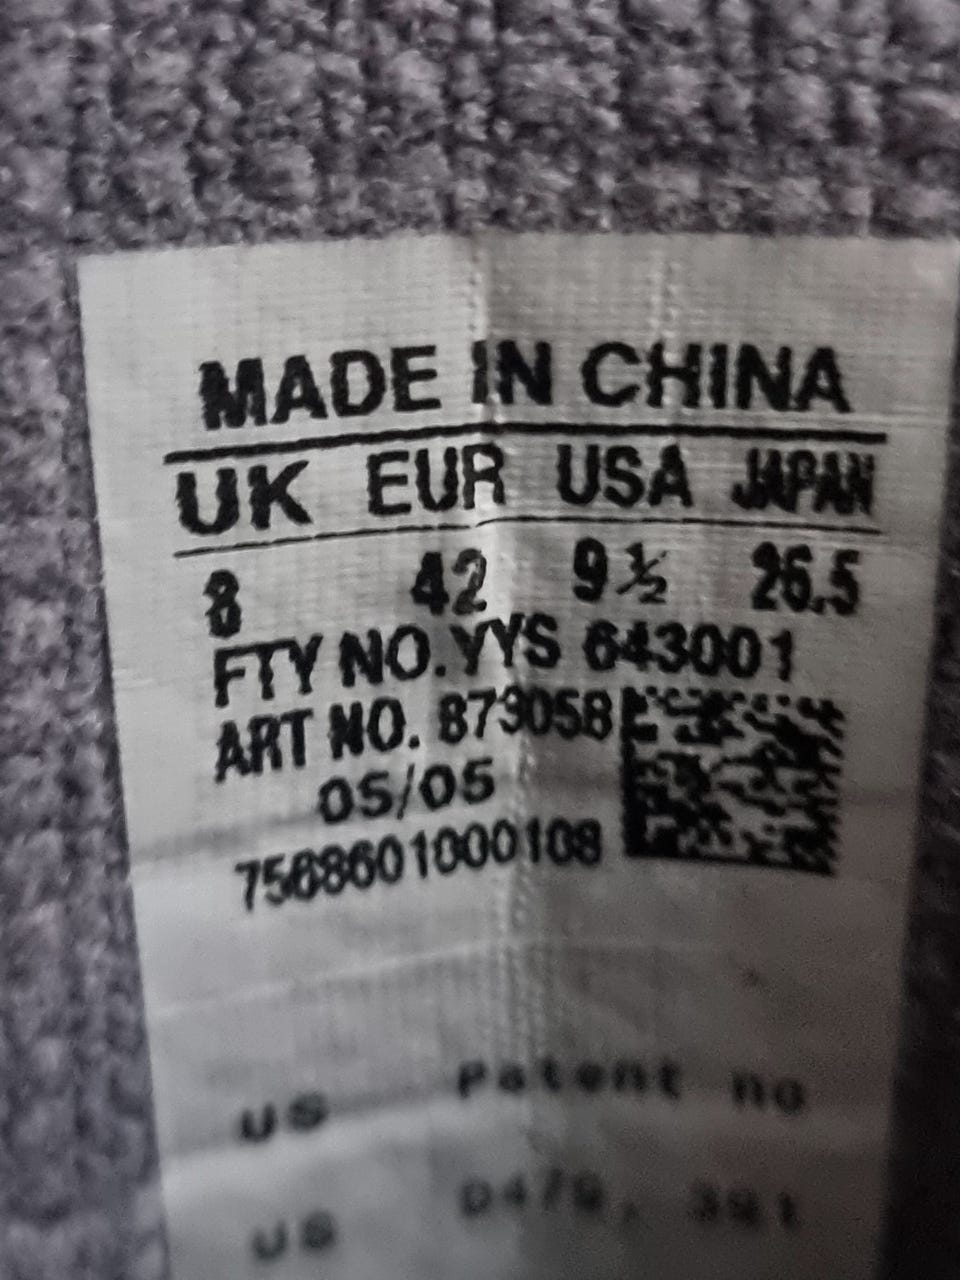 MADE IN CHINA
UK EUR USA JAPAN
8 42 9½ 26.5
FTY NO.YYS 643001
ART NO. 873058
05/05
7568601000108
US Patent no
US